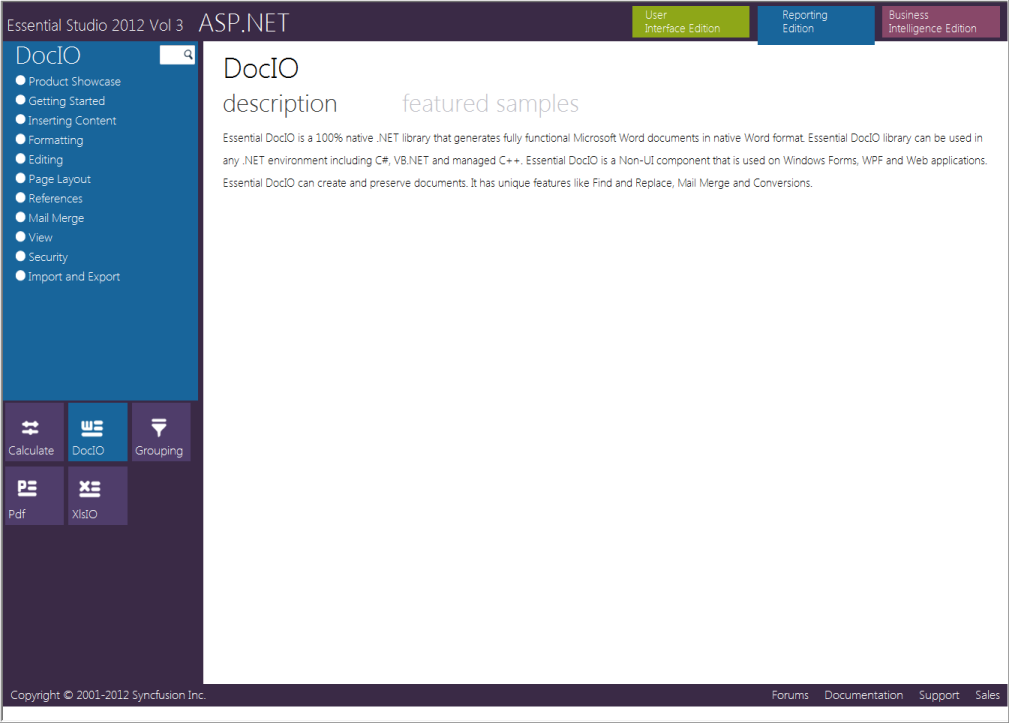 Essential Studio 2012 Vol 3 ASP.NET
User
Interface Edition
Reporting
Edition
Business
Intelligence Edition
DocIO
Product Showcase
Getting Started
Inserting Content
Formatting
Editing
Page Layout
References
Mail Merge
View
Security
Import and Export
Calculate
DocIO
Grouping
Pdf
XlsIO
DocIO
description featured samples
Essential DocIO is a 100% native .NET library that generates fully functional Microsoft Word documents in native Word format. Essential DocIO library can be used in
any .NET environment including C#, VB.NET and managed C++. Essential DocIO is a Non-UI component that is used on Windows Forms, WPF and Web applications.
Essential DocIO can create and preserve documents. It has unique features like Find and Replace, Mail Merge and Conversions.
Copyright © 2001-2012 Syncfusion Inc.
Forums Documentation Support Sales